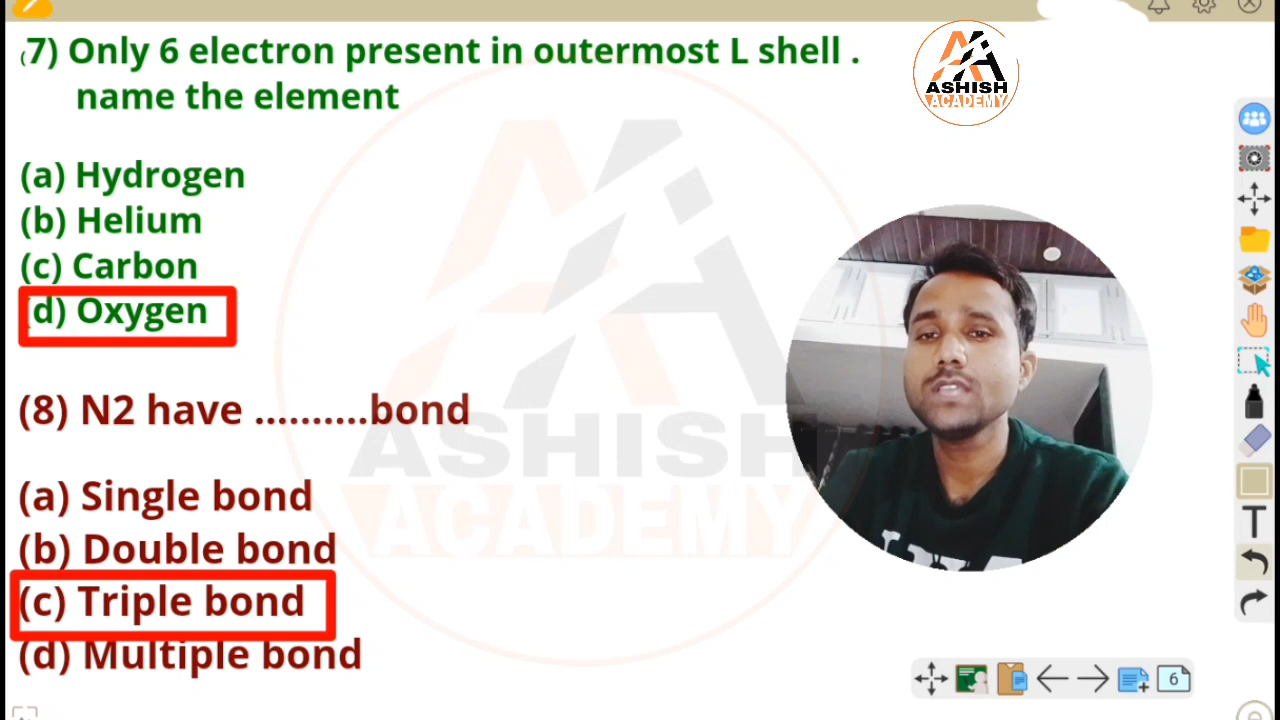 (7) Only 6 electron present in outermost L shell .
name the element
ASHISH
ACADEMY
(a) Hydrogen
(b) Helium
(c) Carbon
(d) Oxygen
(8) N2 have ..........bond
ASHISH
ACADEMY
(a) Single bond
(b) Double bond
(c) Triple bond
(d) Multiple bond
T
6